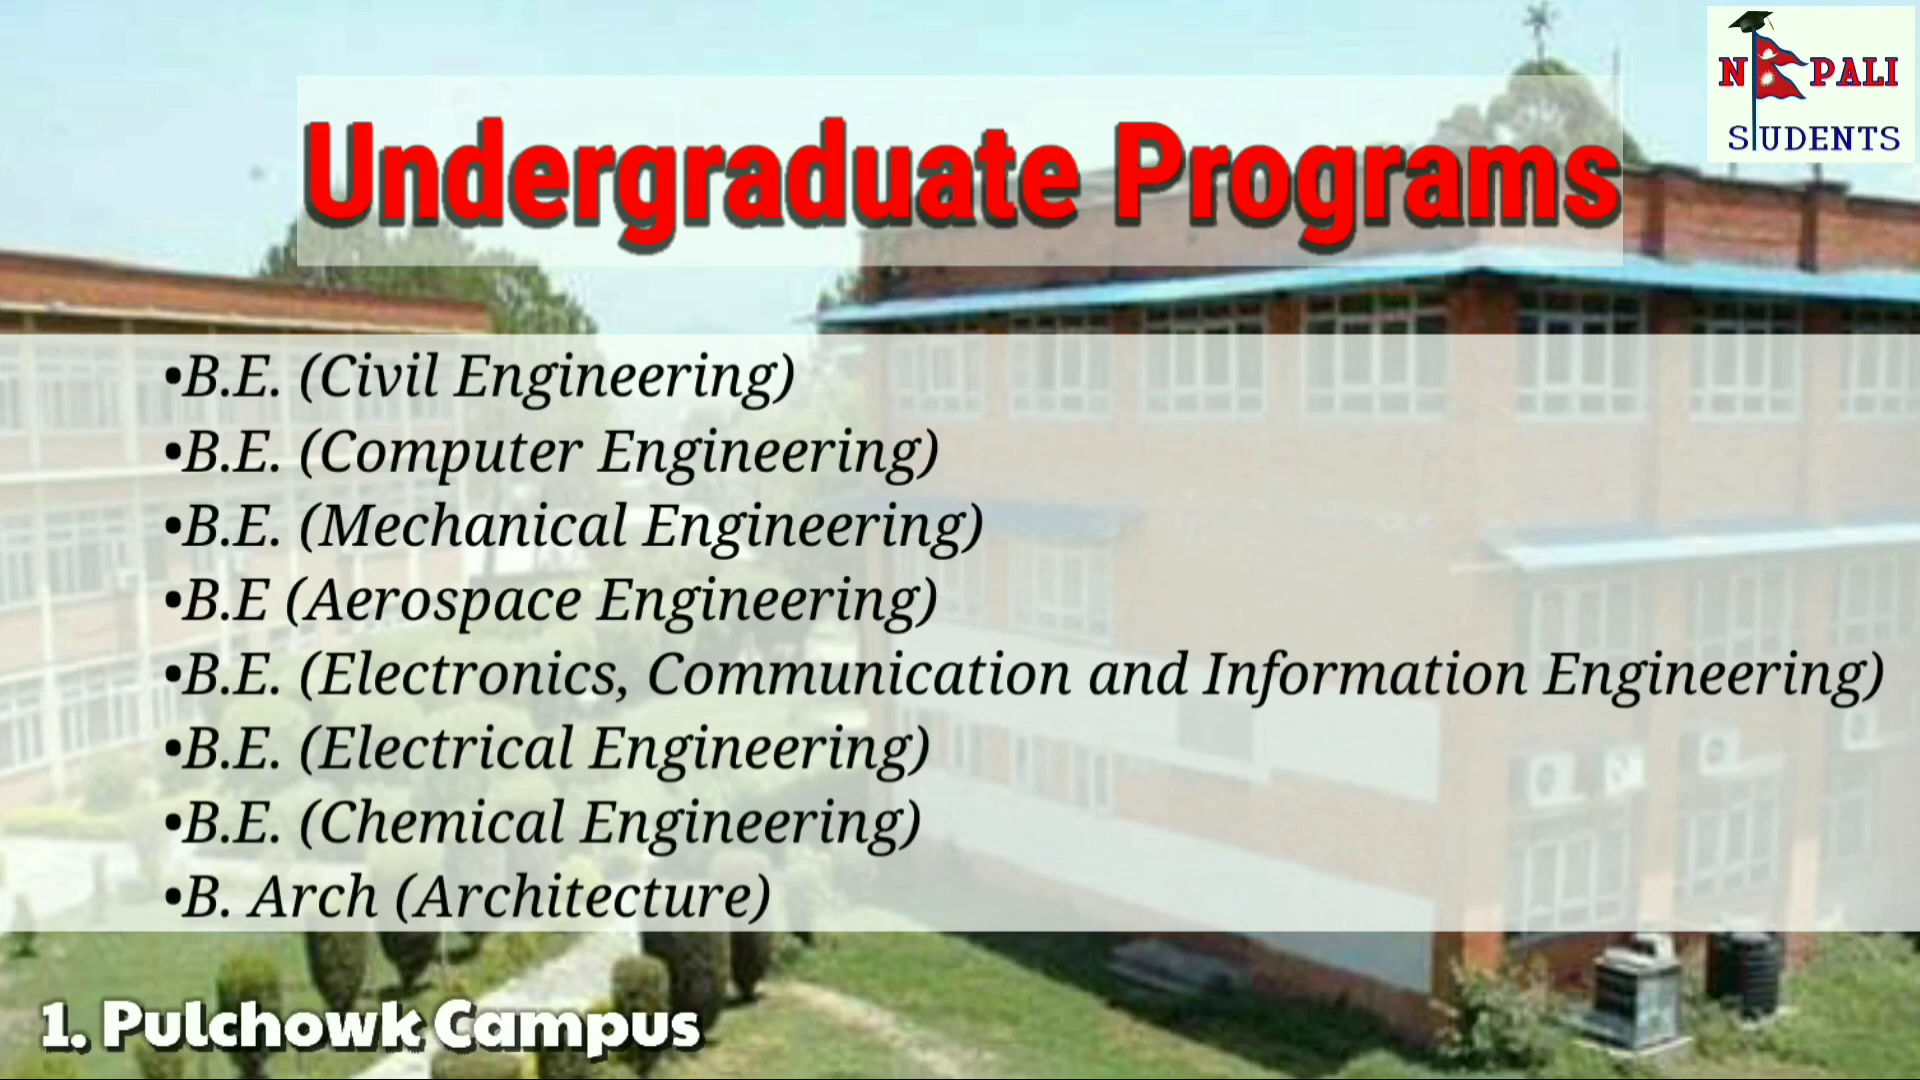 NEPALI
STUDENTS
Undergraduate Programs
•B.E. (Civil Engineering)
•B.E. (Computer Engineering)
•B.E. (Mechanical Engineering)
•B.E (Aerospace Engineering)
•B.E. (Electronics, Communication and Information Engineering)
•B.E. (Electrical Engineering)
•B.E. (Chemical Engineering)
•B. Arch (Architecture)
1. Pulchowk Campus